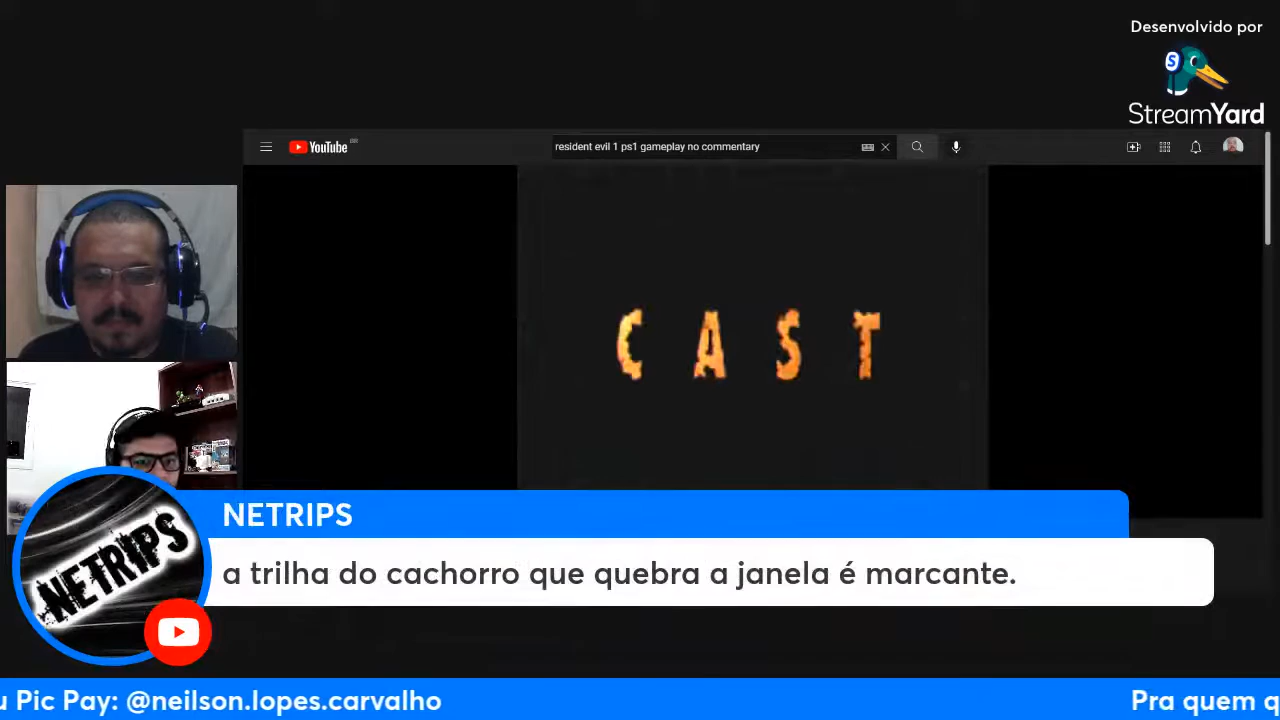 Desenvolvido por
StreamYard
YouTube BR
resident evil 1 ps1 gameplay no commentary
CAST
NETRIPS
NETRIPS
a trilha do cachorro que quebra a janela é marcante.
u Pic Pay: @neilson.lopes.carvalho
Pra quem q